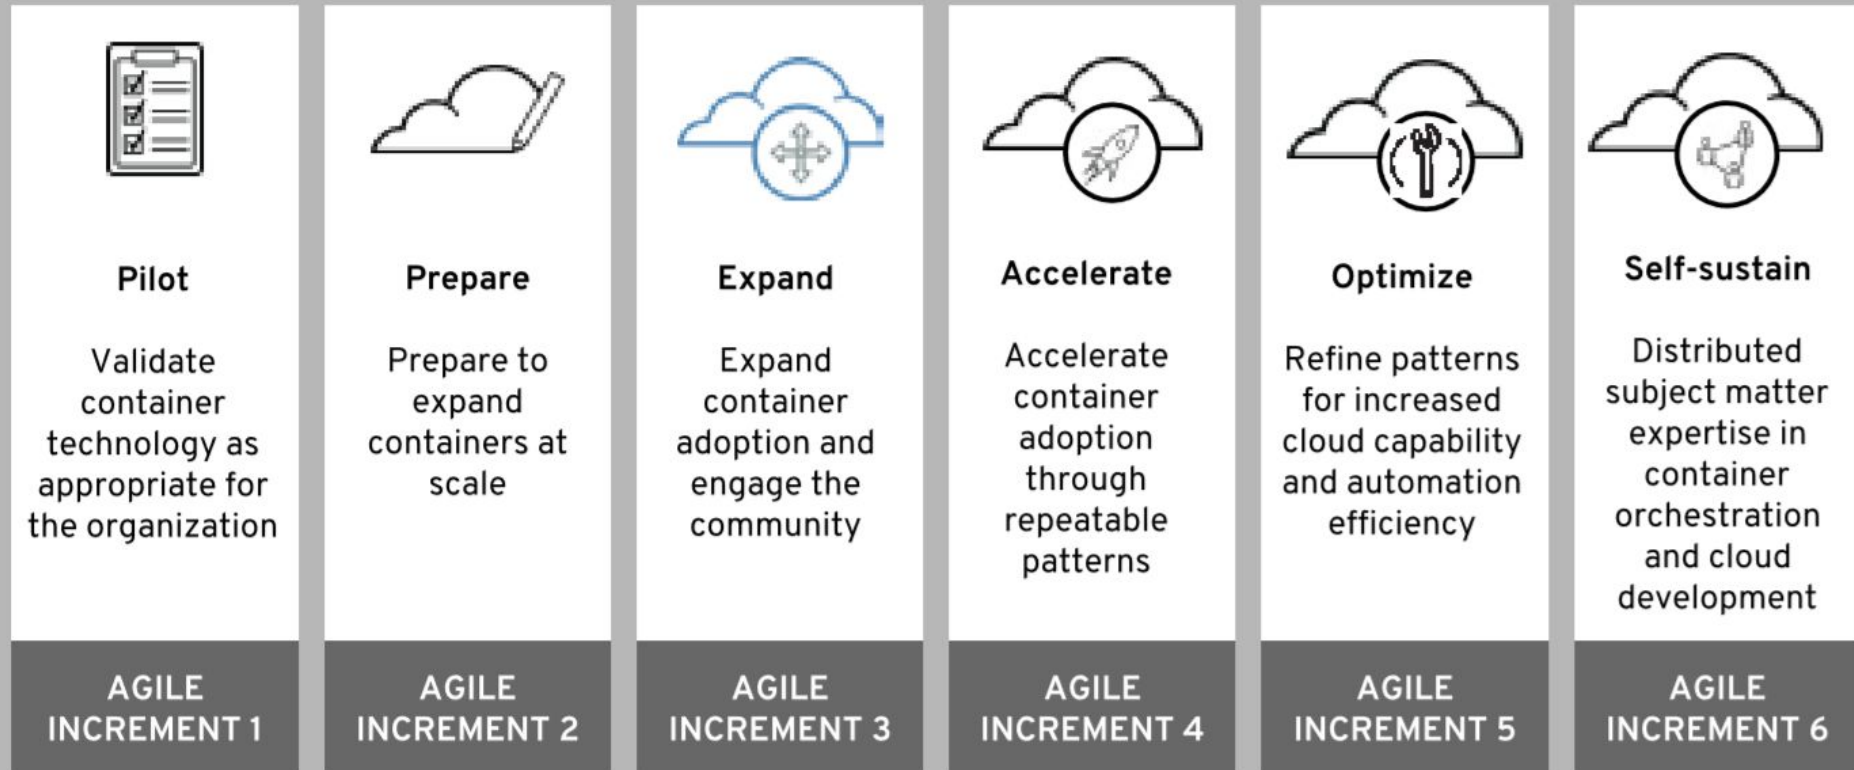 Pilot
Validate
container
technology as
appropriate for
the organization
AGILE
INCREMENT 1
Prepare
Prepare to
expand
containers at
scale
AGILE
INCREMENT 2
Expand
Expand
container
adoption and
engage the
community
AGILE
INCREMENT 3
Accelerate
Accelerate
container
adoption
through
repeatable
patterns
AGILE
INCREMENT 4
Optimize
Refine patterns
for increased
cloud capability
and automation
efficiency
AGILE
INCREMENT 5
Self-sustain
Distributed
subject matter
expertise in
container
orchestration
and cloud
development
AGILE
INCREMENT 6